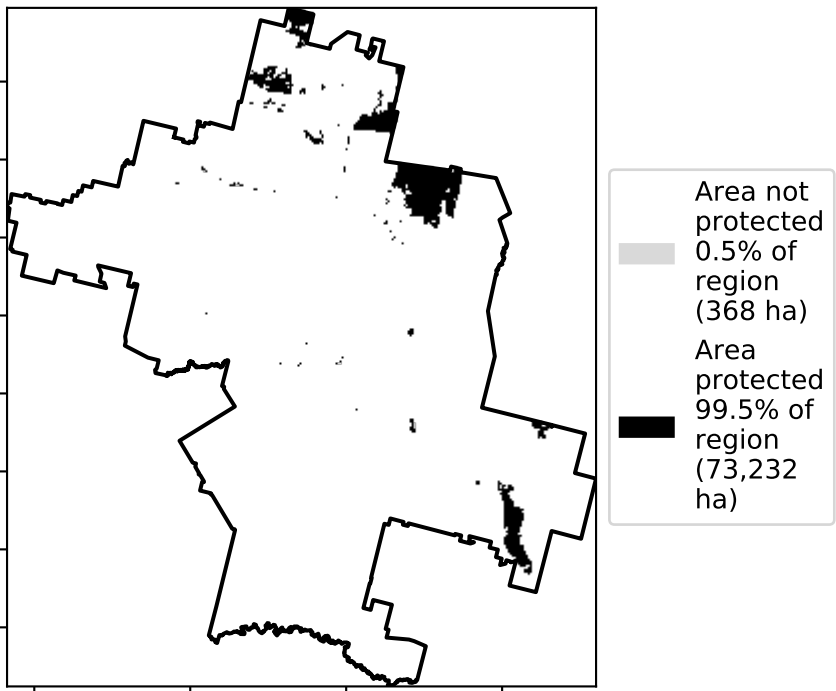 Area not
protected
0.5% of
region
(368 ha)
Area
protected
99.5% of
region
(73,232
ha)